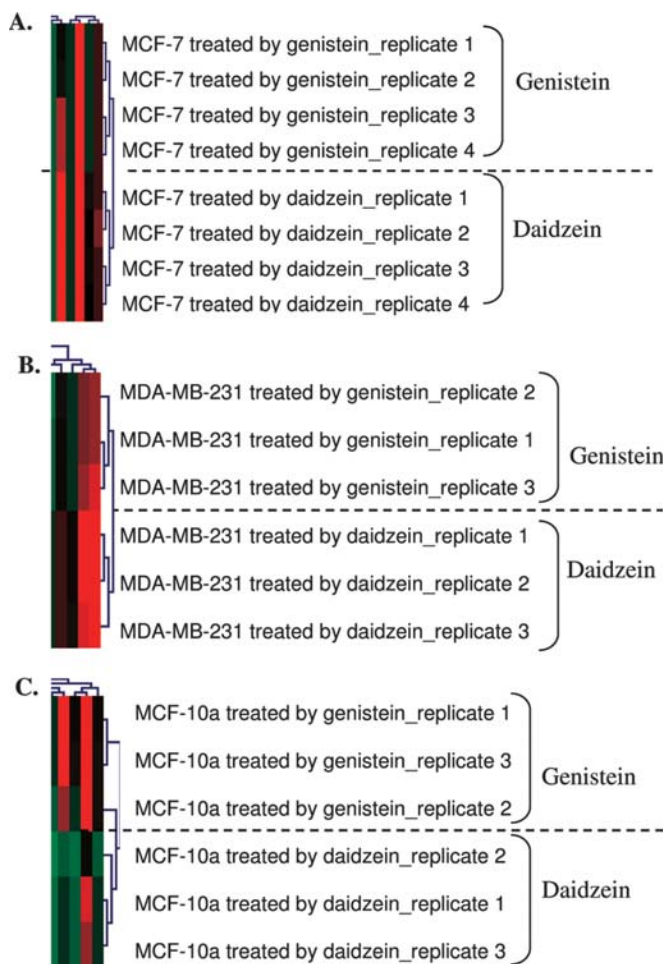 A.
MCF-7 treated by genistein_replicate 1
MCF-7 treated by genistein_replicate 2
MCF-7 treated by genistein_replicate 3
MCF-7 treated by genistein_replicate 4
Genistein
MCF-7 treated by daidzein_replicate 1
MCF-7 treated by daidzein_replicate 2
MCF-7 treated by daidzein_replicate 3
MCF-7 treated by daidzein_replicate 4
Daidzein
B.
MDA-MB-231 treated by genistein_replicate 2
MDA-MB-231 treated by genistein_replicate 1
MDA-MB-231 treated by genistein_replicate 3
Genistein
MDA-MB-231 treated by daidzein_replicate 1
MDA-MB-231 treated by daidzein_replicate 2
MDA-MB-231 treated by daidzein_replicate 3
Daidzein
C.
MCF-10a treated by genistein_replicate 1
MCF-10a treated by genistein_replicate 3
MCF-10a treated by genistein_replicate 2
Genistein
MCF-10a treated by daidzein_replicate 2
MCF-10a treated by daidzein_replicate 1
MCF-10a treated by daidzein_replicate 3
Daidzein